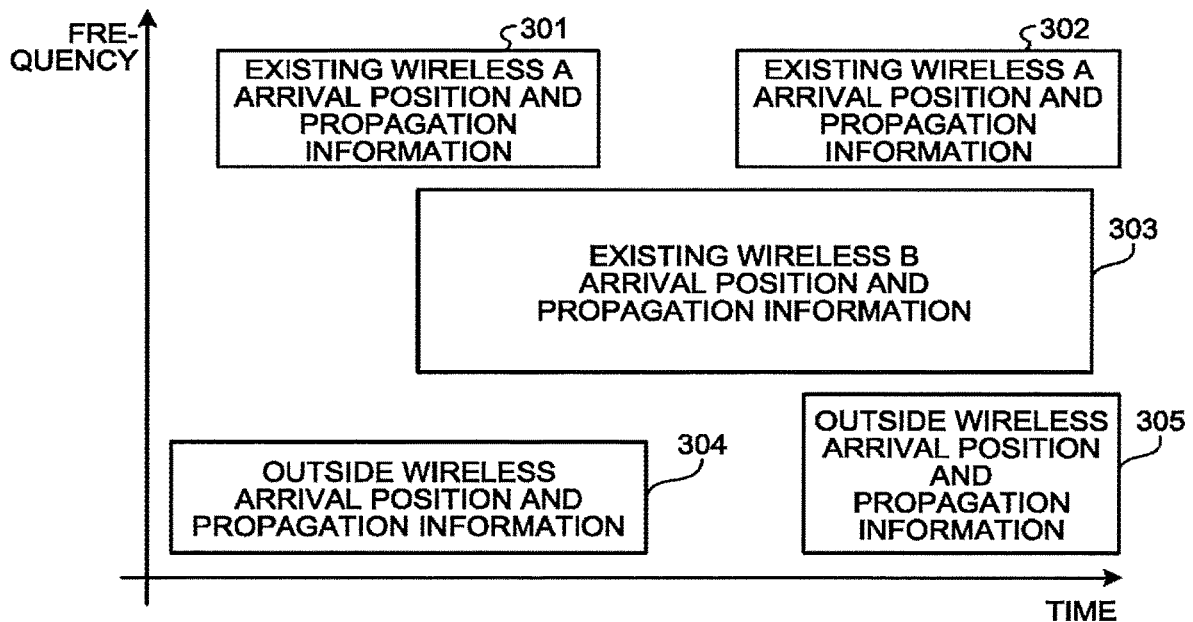 FRE-
QUENCY
301
EXISTING WIRELESS A
ARRIVAL POSITION AND
PROPAGATION
INFORMATION
302
EXISTING WIRELESS A
ARRIVAL POSITION AND
PROPAGATION
INFORMATION
303
EXISTING WIRELESS B
ARRIVAL POSITION AND
PROPAGATION INFORMATION
304
OUTSIDE WIRELESS
ARRIVAL POSITION AND
PROPAGATION INFORMATION
305
OUTSIDE WIRELESS
ARRIVAL POSITION
AND
PROPAGATION
INFORMATION
TIME